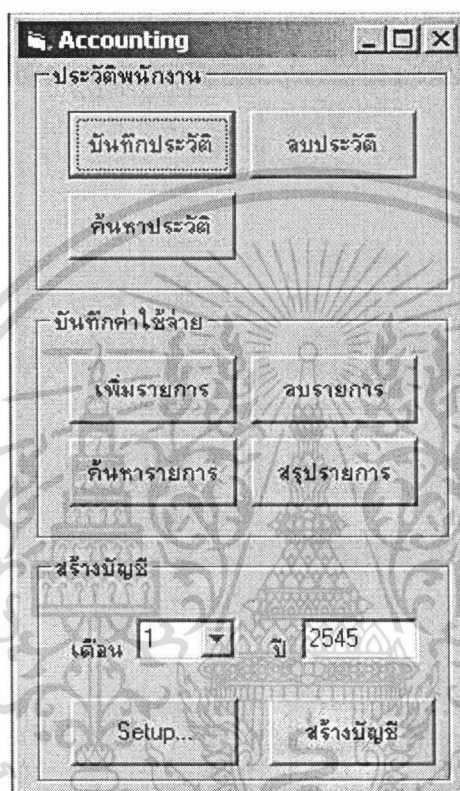 Accounting
ประวัติพนักงาน
บันทึกประวัติ ลบประวัติ
ค้นหาประวัติ
บันทึกค่าใช้จ่าย
เพิ่มรายการ ลบรายการ
ค้นหารายการ สรุปรายการ
สร้างบัญชี
เดือน 1 ปี 2545
Setup... สร้างบัญชี